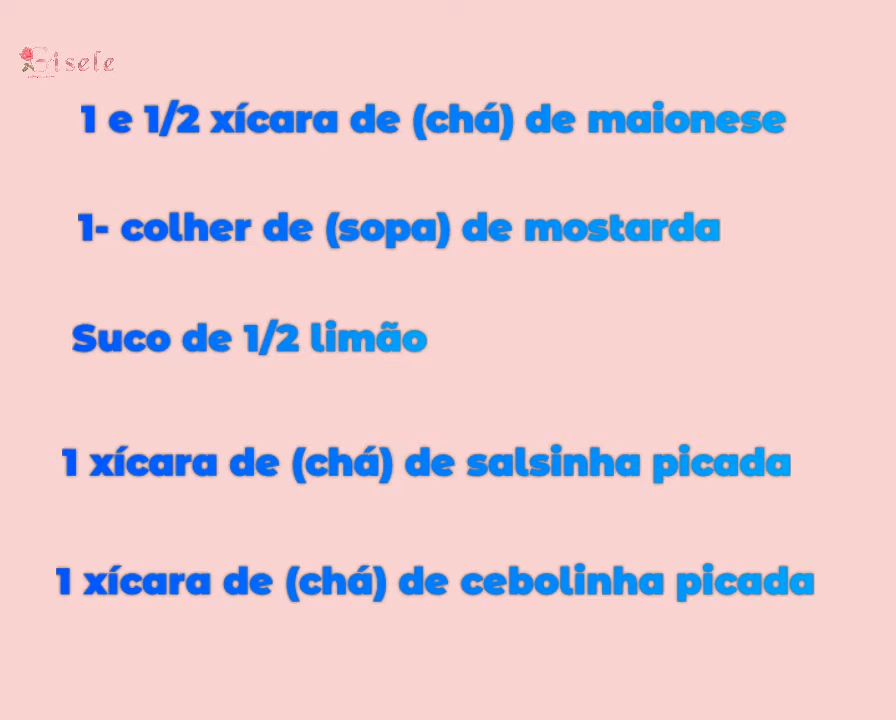 Gisele
1 e 1/2 xícara de (chá) de maionese
1- colher de (sopa) de mostarda
Suco de 1/2 limão
1 xícara de (chá) de salsinha picada
1 xícara de (chá) de cebolinha picada